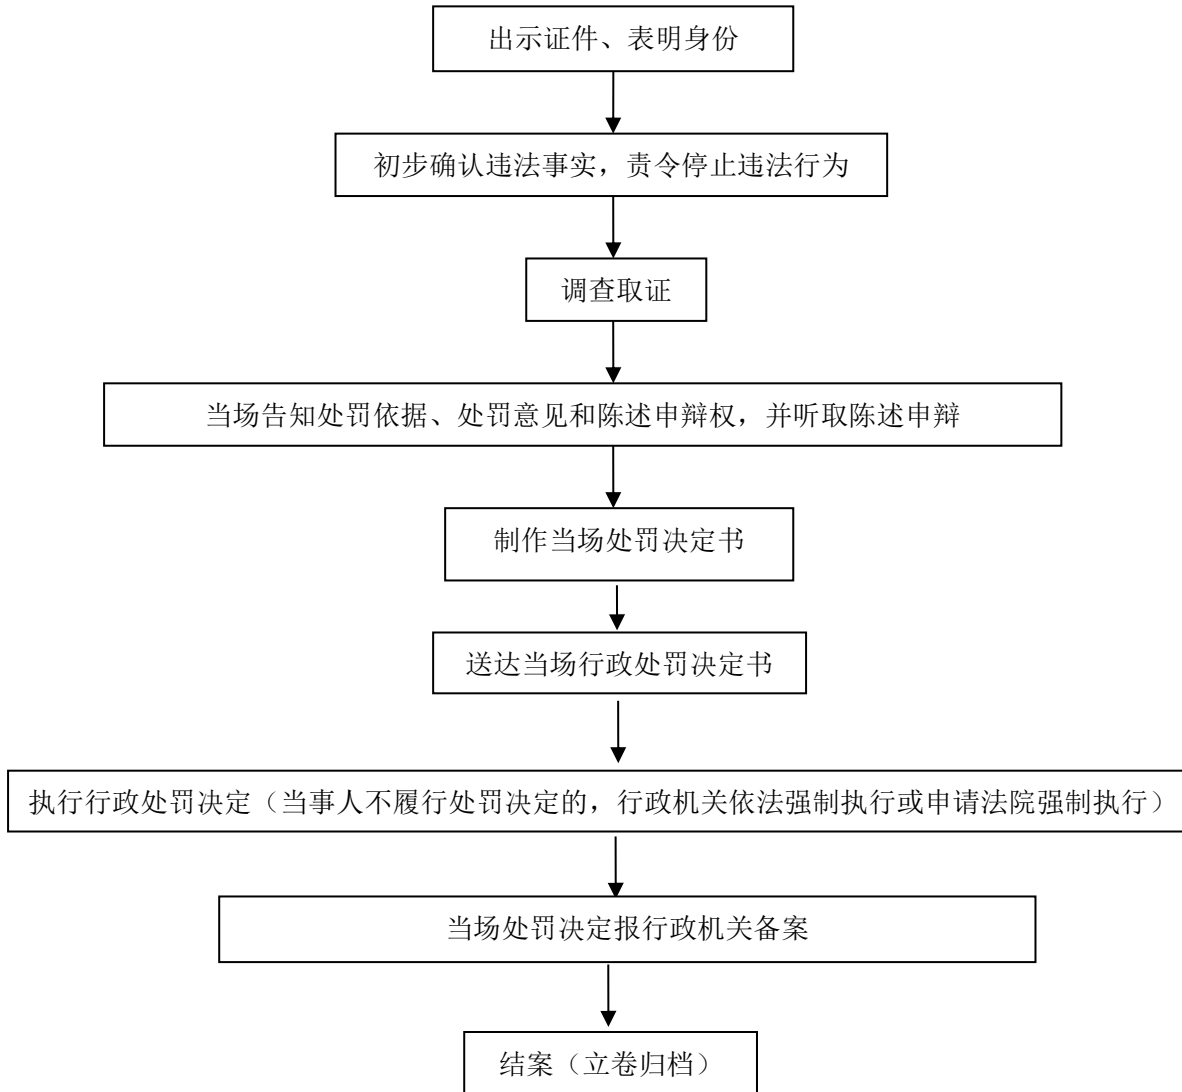 出示证件、表明身份
初步确认违法事实，责令停止违法行为
调查取证
当场告知处罚依据、处罚意见和陈述申辩权，并听取陈述申辩
制作当场处罚决定书
送达当场行政处罚决定书
执行行政处罚决定（当事人不履行处罚决定的，行政机关依法强制执行或申请法院强制执行）
当场处罚决定报行政机关备案
结案（立卷归档）